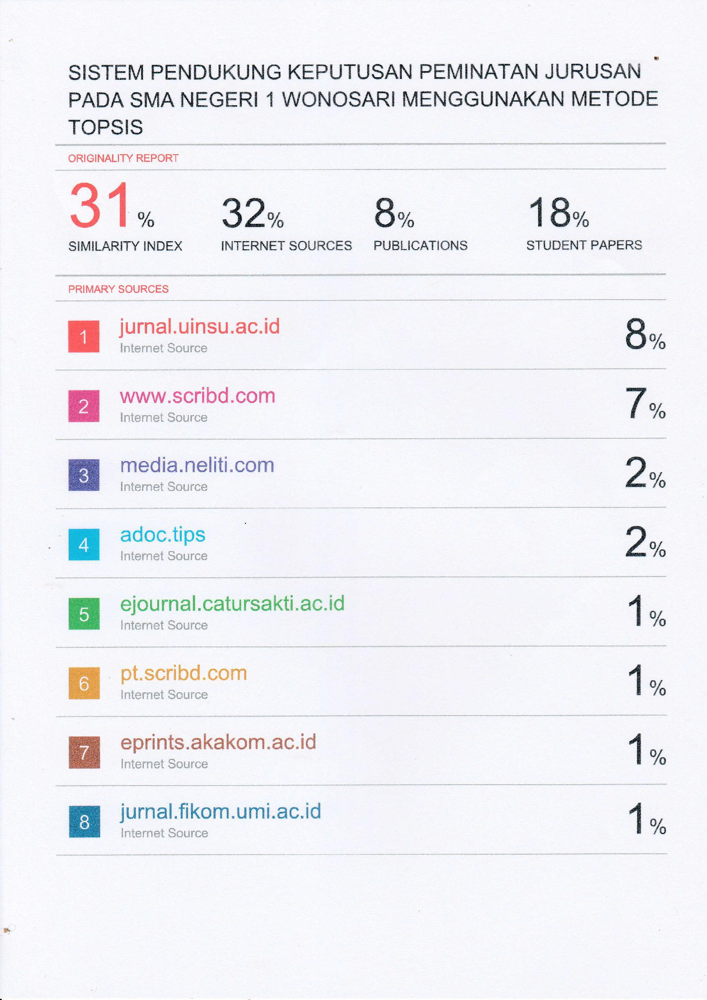 SISTEM PENDUKUNG KEPUTUSAN PEMINATAN JURUSAN
PADA SMA NEGERI 1 WONOSARI MENGGUNAKAN METODE
TOPSIS
ORIGINALITY REPORT
31% 32% 8% 18%
SIMILARITY INDEX INTERNET SOURCES PUBLICATIONS STUDENT PAPERS
PRIMARY SOURCES
1 jurnal.uinsu.ac.id 8%
Internet Source
2 www.scribd.com 7%
Internet Source
3 media.neliti.com 2%
Internet Source
4 adoc.tips 2%
Internet Source
5 ejournal.catursakti.ac.id 1%
Internet Source
6 pt.scribd.com 1%
Internet Source
7 eprints.akakom.ac.id 1%
Internet Source
8 jurnal.fikom.umi.ac.id 1%
Internet Source